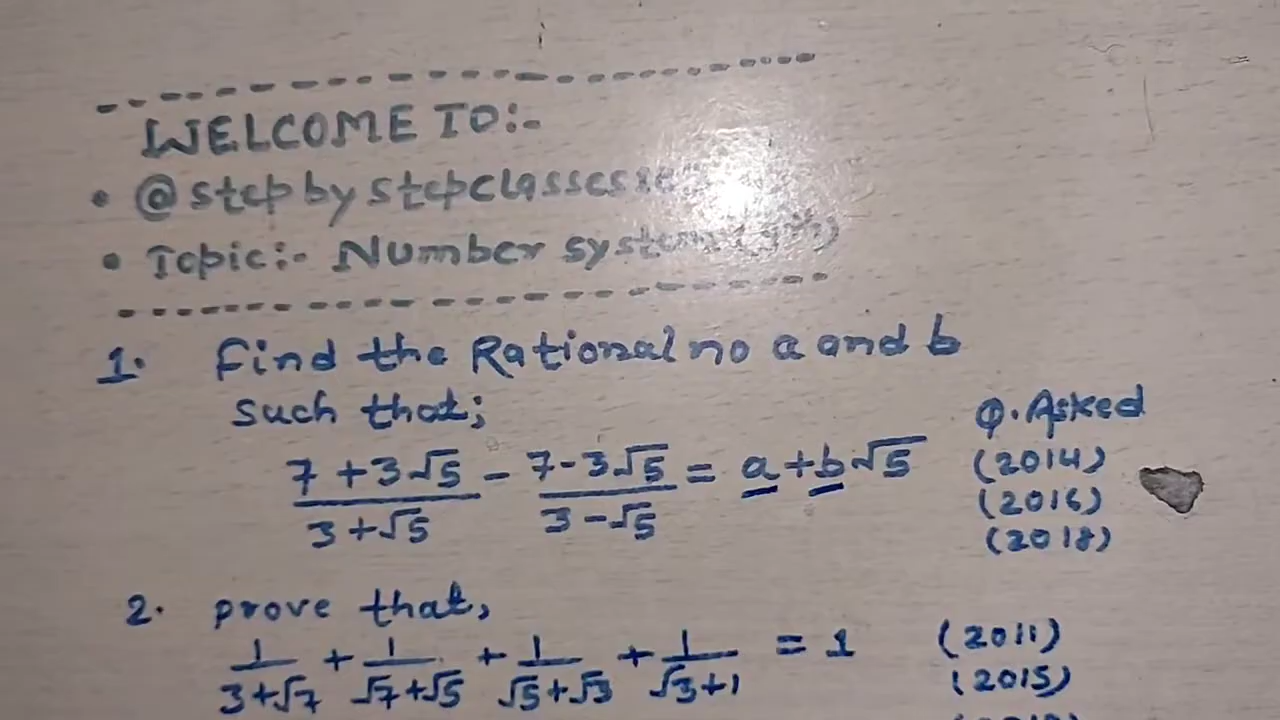 WELCOME TO:-
• @stepbystepclasses
• Topic:- Number system (9th)
1. Find the Rational no a and b
such that;
Q. Asked
7+3√5/3+√5 - 7-3√5/3-√5 = a+b√5
(2014)
(2016)
(2018)
2. prove that,
1/3+√7 + 1/√7+√5 + 1/√5+√3 + 1/√3+1 = 1
(2011)
(2015)